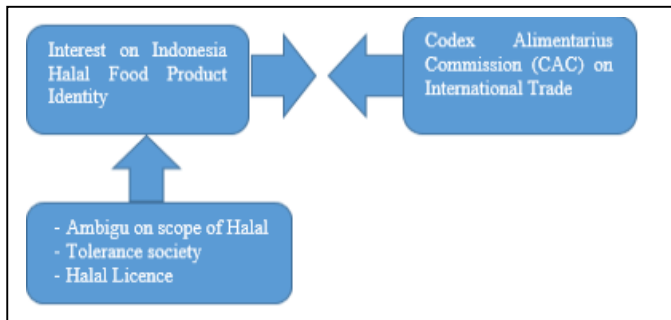 Interest on Indonesia
Halal Food Product
Identity
Codex Alimentarius
Commission (CAC) on
International Trade
- Ambigu on scope of Halal
- Tolerance society
- Halal Licence